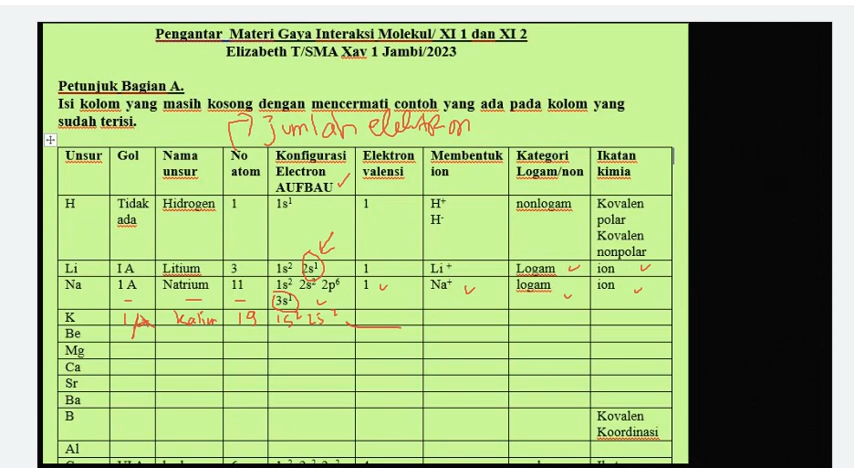 Pengantar Materi Gaya Interaksi Molekul/ XI 1 dan XI 2
Elizabeth T/SMA Xav 1 Jambi/2023
Petunjuk Bagian A.
Isi kolom yang masih kosong dengan mencermati contoh yang ada pada kolom yang
sudah terisi.
jumlah elektron
Unsur Gol Nama unsur No atom Konfigurasi Electron AUFBAU Elektron valensi Membentuk ion Kategori Logam/non Ikatan kimia
H Tidak ada Hidrogen 1 1s¹ 1 H⁺ H⁻ nonlogam Kovalen polar Kovalen nonpolar
Li I A Litium 3 1s² 2s¹ 1 Li ⁺ Logam ion
Na 1 A Natrium 11 1s² 2s² 2p⁶ 3s¹ 1 Na⁺ logam ion
K 1A 19 1s² 2s²
Be
Mg
Ca
Sr
Ba
B Kovalen Koordinasi
Al